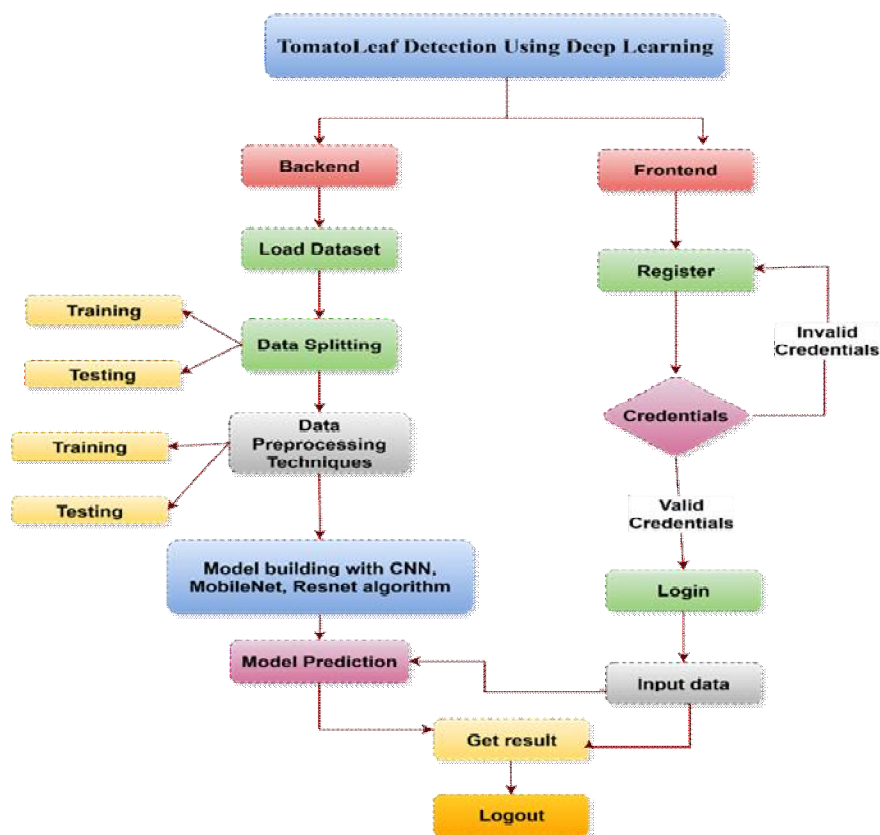 TomatoLeaf Detection Using Deep Learning
Backend
Frontend
Load Dataset
Register
Training
Data Splitting
Testing
Invalid
Credentials
Credentials
Training
Data
Preprocessing
Techniques
Testing
Valid
Credentials
Model building with CNN,
MobileNet, Resnet algorithm
Login
Model Prediction
Input data
Get result
Logout